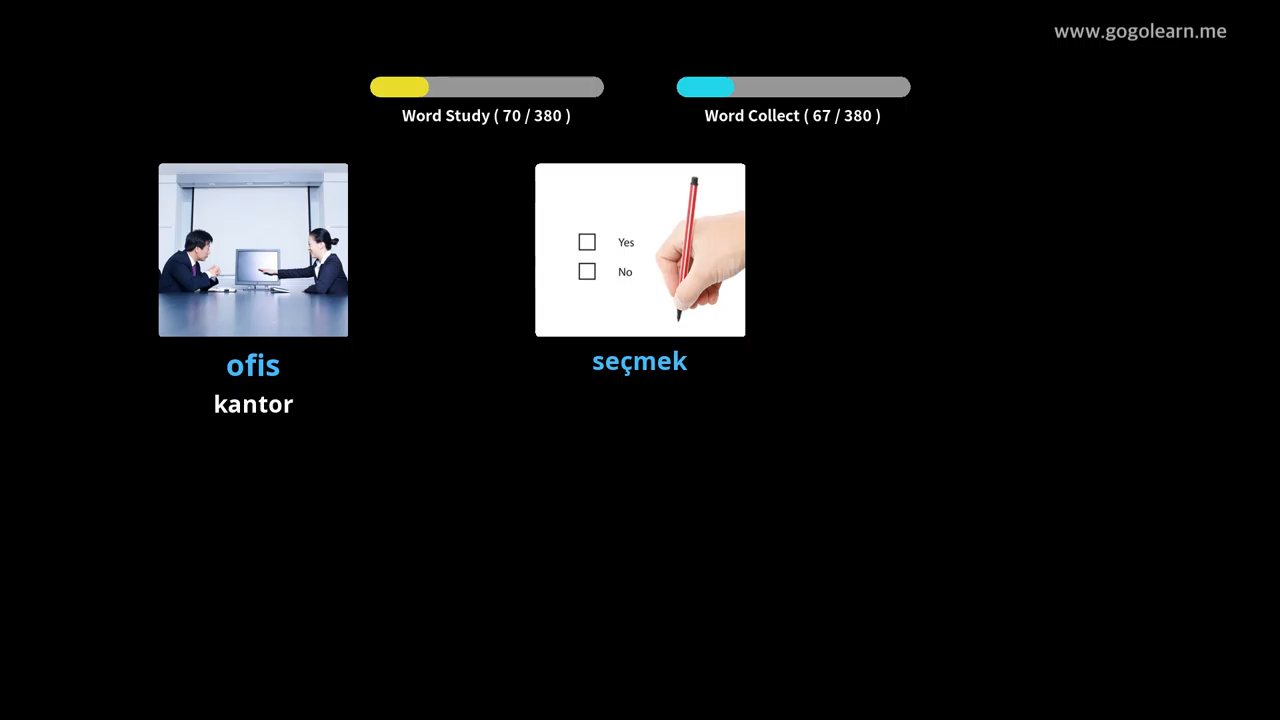 www.gogolearn.me
Word Study ( 70 / 380 )
Word Collect ( 67 / 380 )
Yes
No
ofis
kantor
seçmek